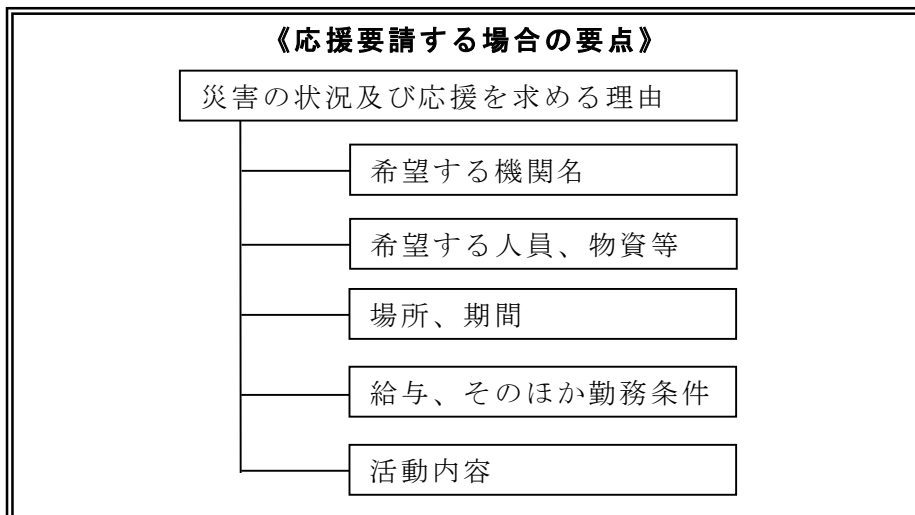 《応援要請する場合の要点》
災害の状況及び応援を求める理由
希望する機関名
希望する人員、物資等
場所、期間
給与、そのほか勤務条件
活動内容